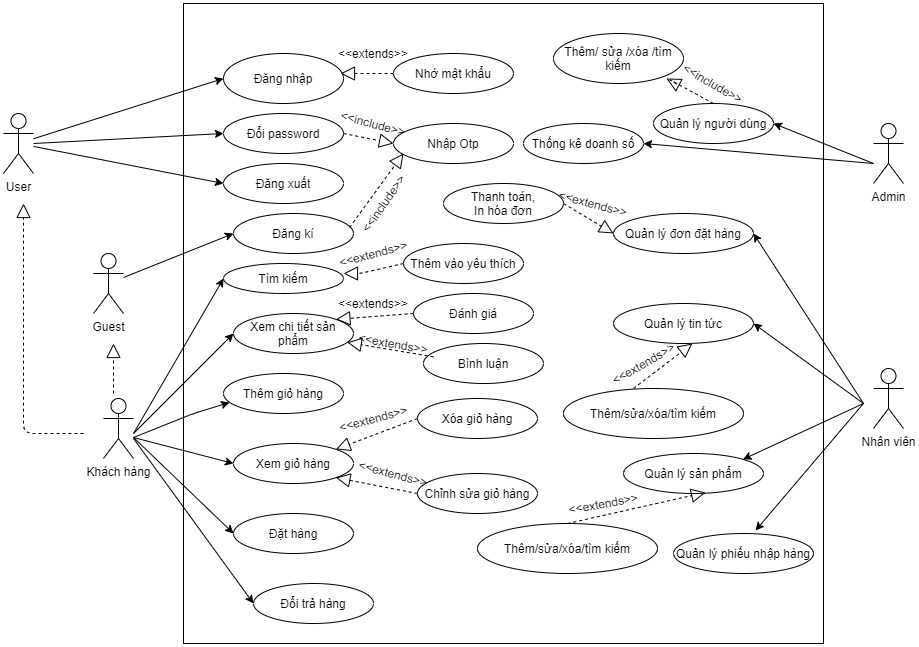 <<extends>>
Đăng nhập
Nhớ mật khẩu
Thêm/ sửa /xóa /tìm
kiếm
<<include>>
Quản lý người dùng
<<include>>
Đổi password
Nhập Otp
Thống kê doanh số
User
Admin
Đăng xuất
<<include>>
Thanh toán,
In hóa đơn
<<extends>>
Đăng kí
Quản lý đơn đặt hàng
<<extends>>
Tìm kiếm
Thêm vào yêu thích
Guest
<<extends>>
Xem chi tiết sản
phẩm
Đánh giá
Quản lý tin tức
<<extends>>
Bình luận
<<extends>>
Thêm giỏ hàng
Thêm/sửa/xóa/tìm kiếm
<<extends>>
Xóa giỏ hàng
Nhân viên
Khách hàng
Xem giỏ hàng
<<extends>>
Chỉnh sửa giỏ hàng
Quản lý sản phẩm
<<extends>>
Đặt hàng
Thêm/sửa/xóa/tìm kiếm
Quản lý phiếu nhập hàng
Đổi trả hàng